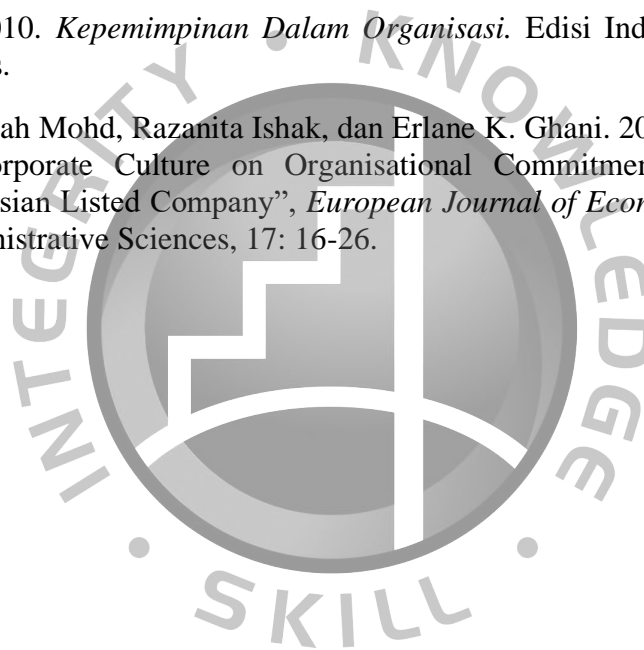 010. Kepemimpinan Dalam Organisasi. Edisi Ind
s.
ah Mohd, Razanita Ishak, dan Erlane K. Ghani. 20
orporate Culture on Organisational Commitmen
sian Listed Company”, European Journal of Econ
nistrative Sciences, 17: 16-26.
INTEGRITY • KNOWLEDGE • SKILL